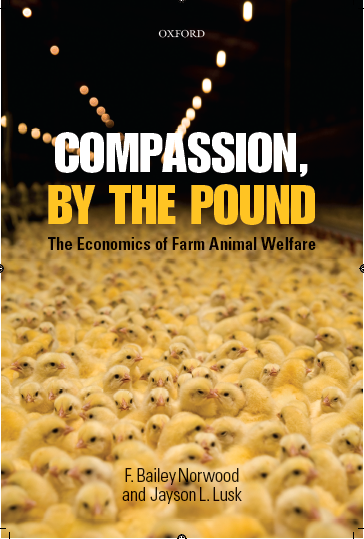 OXFORD
COMPASSION,
BY THE POUND
The Economics of Farm Animal Welfare
F. Bailey Norwood
and Jayson L. Lusk